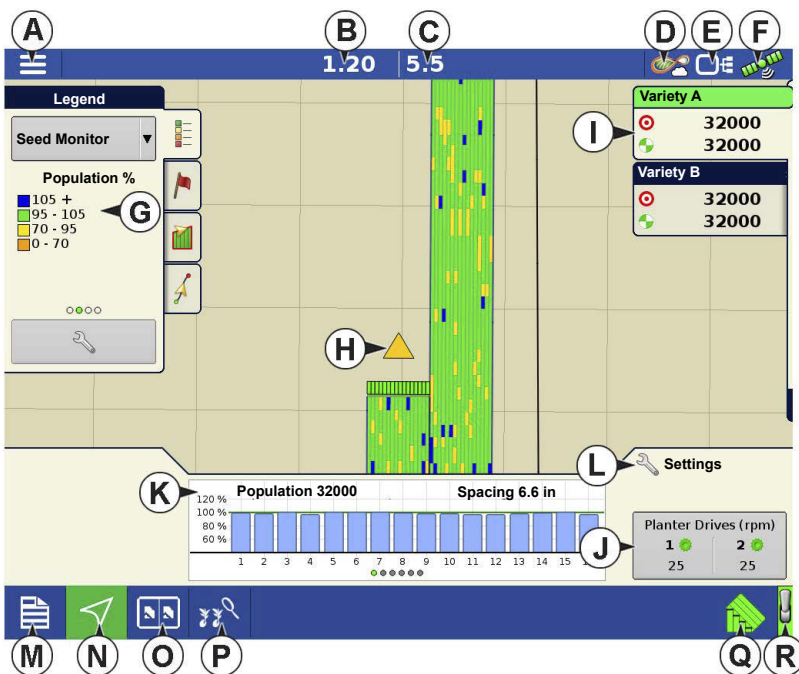 A
B
C
D
E
F
1.20
5.5
Legend
Seed Monitor
Population %
105 +
95 - 105
70 - 95
0 - 70
G
H
I
Variety A
32000
32000
Variety B
32000
32000
L
Settings
K
Population 32000
Spacing 6.6 in
120 %
100 %
80 %
60 %
1 2 3 4 5 6 7 8 9 10 11 12 13 14 15
J
Planter Drives (rpm)
1 2
25 25
M
N
O
P
Q
R